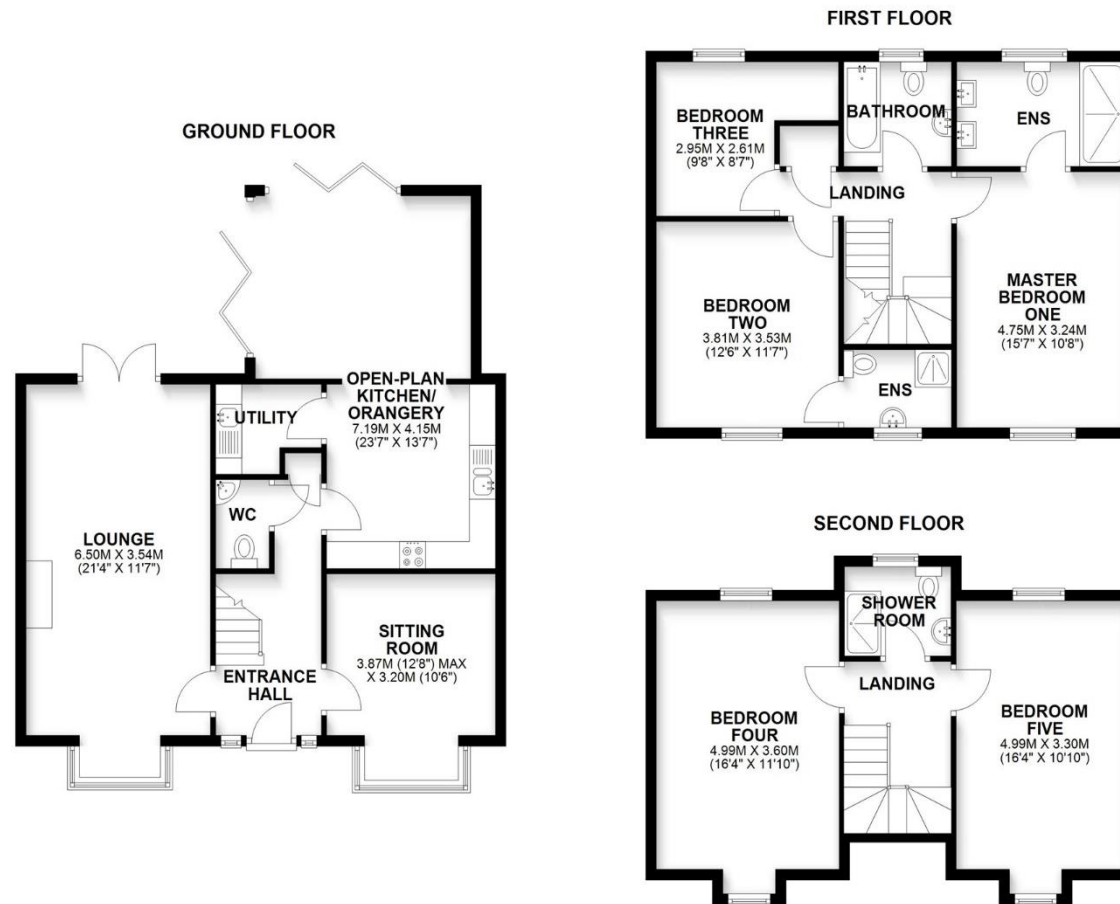 GROUND FLOOR
OPEN-PLAN
KITCHEN/
ORANGERY
7.19M X 4.15M
(23'7" X 13'7")
UTILITY
WC
LOUNGE
6.50M X 3.54M
(21'4" X 11'7")
SITTING
ROOM
3.87M (12'8") MAX
X 3.20M (10'6")
ENTRANCE
HALL
FIRST FLOOR
BEDROOM
THREE
2.95M X 2.61M
(9'8" X 8'7")
BATHROOM
ENS
LANDING
BEDROOM
TWO
3.81M X 3.53M
(12'6" X 11'7")
MASTER
BEDROOM
ONE
4.75M X 3.24M
(15'7" X 10'8")
ENS
SECOND FLOOR
SHOWER
ROOM
LANDING
BEDROOM
FOUR
4.99M X 3.60M
(16'4" X 11'10")
BEDROOM
FIVE
4.99M X 3.30M
(16'4" X 10'10")